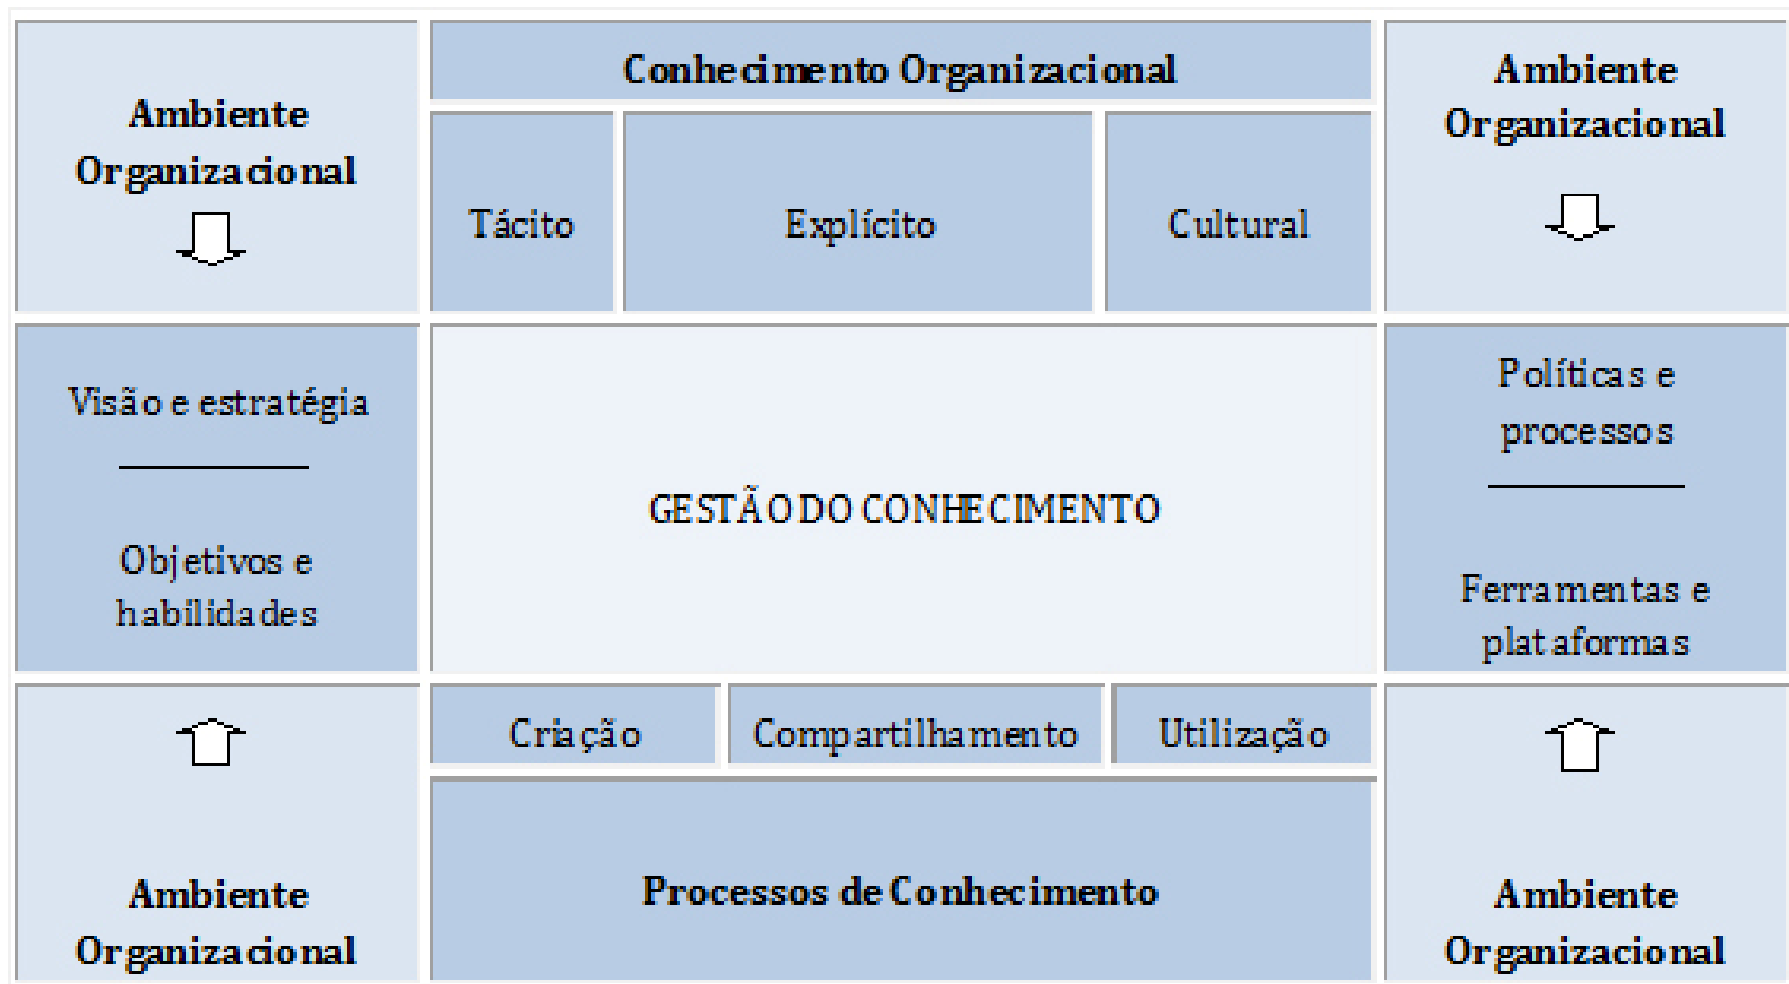 Ambiente
Organizacional
Conhecimento Organizacional
Tácito
Explícito
Cultural
Ambiente
Organizacional
Visão e estratégia
Objetivos e
habilidades
GESTÃO DO CONHECIMENTO
Políticas e
processos
Ferramentas e
plataformas
Criação
Compartilhamento
Utilização
Ambiente
Organizacional
Processos de Conhecimento
Ambiente
Organizacional